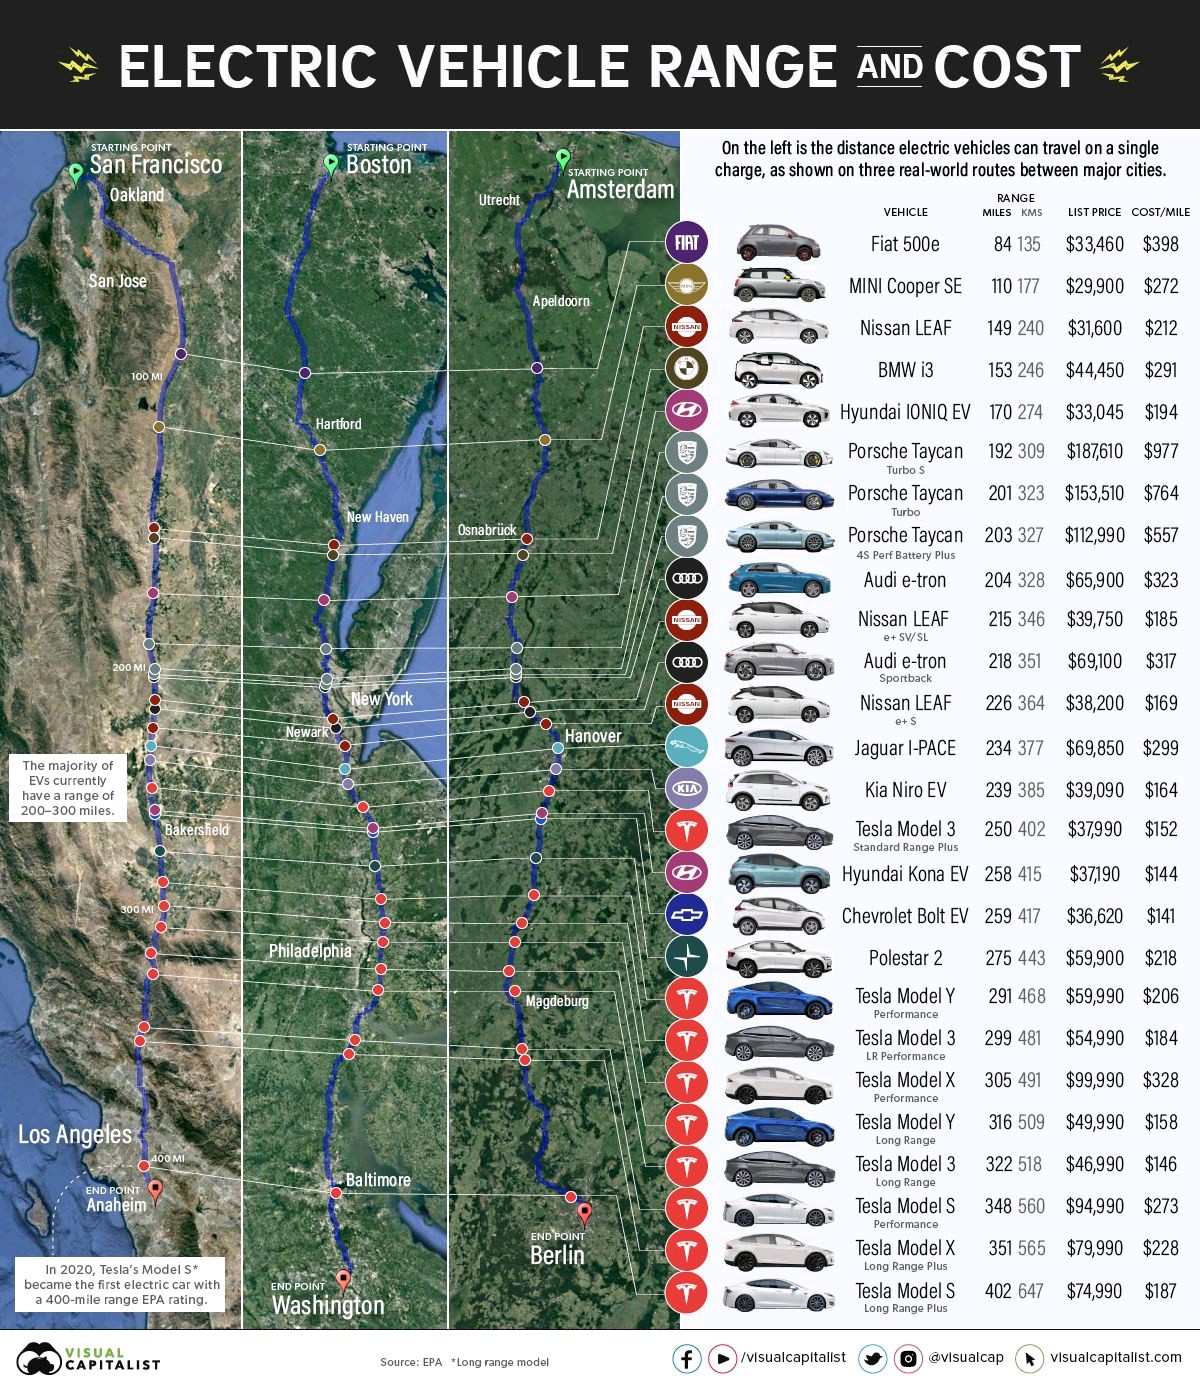 ELECTRIC VEHICLE RANGE AND COST
STARTING POINT
San Francisco
Oakland
San Jose
100 MI
200 MI
The majority of
EVs currently
have a range of
200–300 miles.
Bakersfield
300 MI
Los Angeles
400 MI
END POINT
Anaheim
In 2020, Tesla's Model S*
became the first electric car with
a 400-mile range EPA rating.
STARTING POINT
Boston
Hartford
New Haven
New York
Newark
Philadelphia
Baltimore
END POINT
Washington
STARTING POINT
Amsterdam
Utrecht
Apeldoorn
Osnabrück
Hanover
Magdeburg
END POINT
Berlin
On the left is the distance electric vehicles can travel on a single
charge, as shown on three real-world routes between major cities.
RANGE
VEHICLE MILES KMS LIST PRICE COST/MILE
FIAT Fiat 500e 84 135 $33,460 $398
MINI MINI Cooper SE 110 177 $29,900 $272
NISSAN Nissan LEAF 149 240 $31,600 $212
BMW i3 153 246 $44,450 $291
Hyundai IONIQ EV 170 274 $33,045 $194
Porsche Taycan 192 309 $187,610 $977
Turbo S
Porsche Taycan 201 323 $153,510 $764
Turbo
Porsche Taycan 203 327 $112,990 $557
4S Perf Battery Plus
Audi e-tron 204 328 $65,900 $323
NISSAN Nissan LEAF 215 346 $39,750 $185
e+ SV/SL
Audi e-tron 218 351 $69,100 $317
Sportback
NISSAN Nissan LEAF 226 364 $38,200 $169
e+ S
Jaguar I-PACE 234 377 $69,850 $299
KIA Kia Niro EV 239 385 $39,090 $164
Tesla Model 3 250 402 $37,990 $152
Standard Range Plus
Hyundai Kona EV 258 415 $37,190 $144
Chevrolet Bolt EV 259 417 $36,620 $141
Polestar 2 275 443 $59,900 $218
Tesla Model Y 291 468 $59,990 $206
Performance
Tesla Model 3 299 481 $54,990 $184
LR Performance
Tesla Model X 305 491 $99,990 $328
Performance
Tesla Model Y 316 509 $49,990 $158
Long Range
Tesla Model 3 322 518 $46,990 $146
Long Range
Tesla Model S 348 560 $94,990 $273
Performance
Tesla Model X 351 565 $79,990 $228
Long Range Plus
Tesla Model S 402 647 $74,990 $187
Long Range Plus
VISUAL
CAPITALIST
Source: EPA *Long range model
/visualcapitalist @visualcap visualcapitalist.com